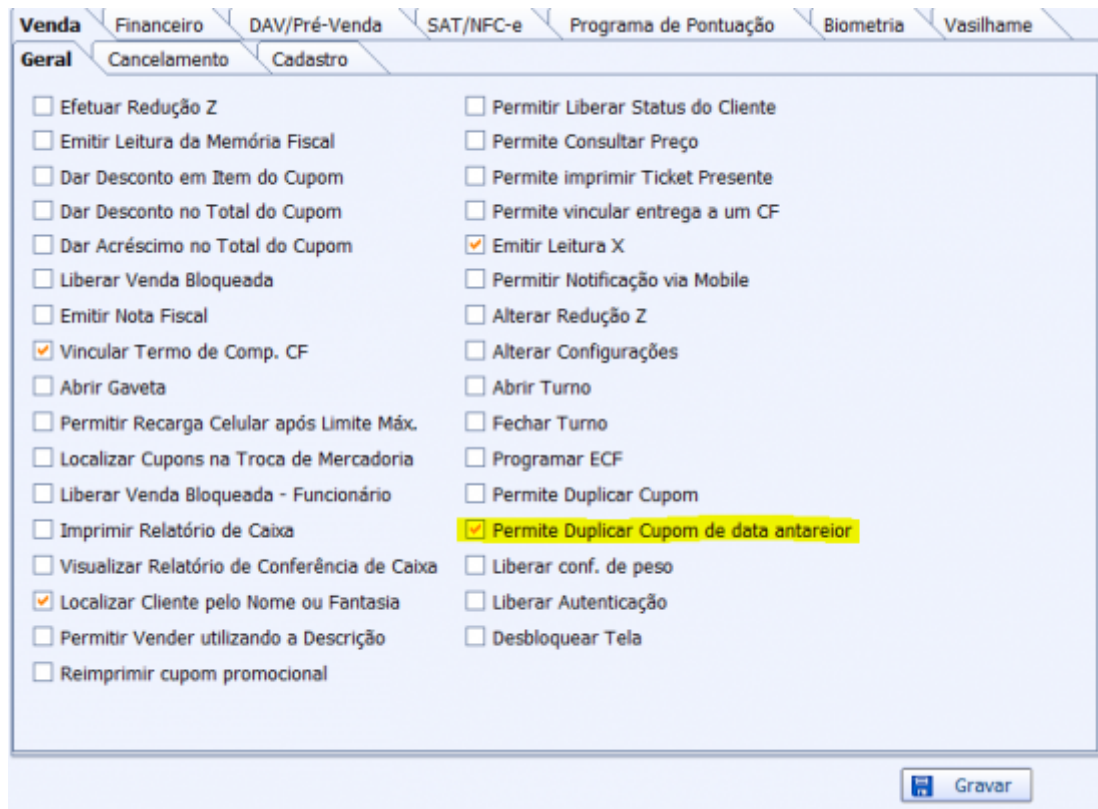 Venda Financeiro DAV/Pré-Venda SAT/NFC-e Programa de Pontuação Biometria Vasilhame
Geral Cancelamento Cadastro
Efetuar Redução Z
Emitir Leitura da Memória Fiscal
Dar Desconto em Item do Cupom
Dar Desconto no Total do Cupom
Dar Acréscimo no Total do Cupom
Liberar Venda Bloqueada
Emitir Nota Fiscal
Vincular Termo de Comp. CF
Abrir Gaveta
Permitir Recarga Celular após Limite Máx.
Localizar Cupons na Troca de Mercadoria
Liberar Venda Bloqueada - Funcionário
Imprimir Relatório de Caixa
Visualizar Relatório de Conferência de Caixa
Localizar Cliente pelo Nome ou Fantasia
Permitir Vender utilizando a Descrição
Reimprimir cupom promocional
Permitir Liberar Status do Cliente
Permite Consultar Preço
Permite imprimir Ticket Presente
Permite vincular entrega a um CF
Emitir Leitura X
Permitir Notificação via Mobile
Alterar Redução Z
Alterar Configurações
Abrir Turno
Fechar Turno
Programar ECF
Permite Duplicar Cupom
Permite Duplicar Cupom de data antareior
Liberar conf. de peso
Liberar Autenticação
Desbloquear Tela
Gravar